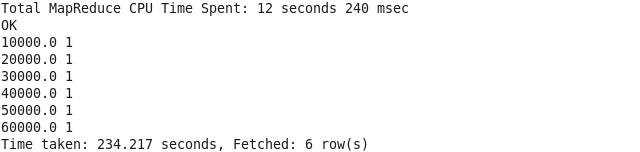 Total MapReduce CPU Time Spent: 12 seconds 240 msec
OK
10000.0 1
20000.0 1
30000.0 1
40000.0 1
50000.0 1
60000.0 1
Time taken: 234.217 seconds, Fetched: 6 row(s)